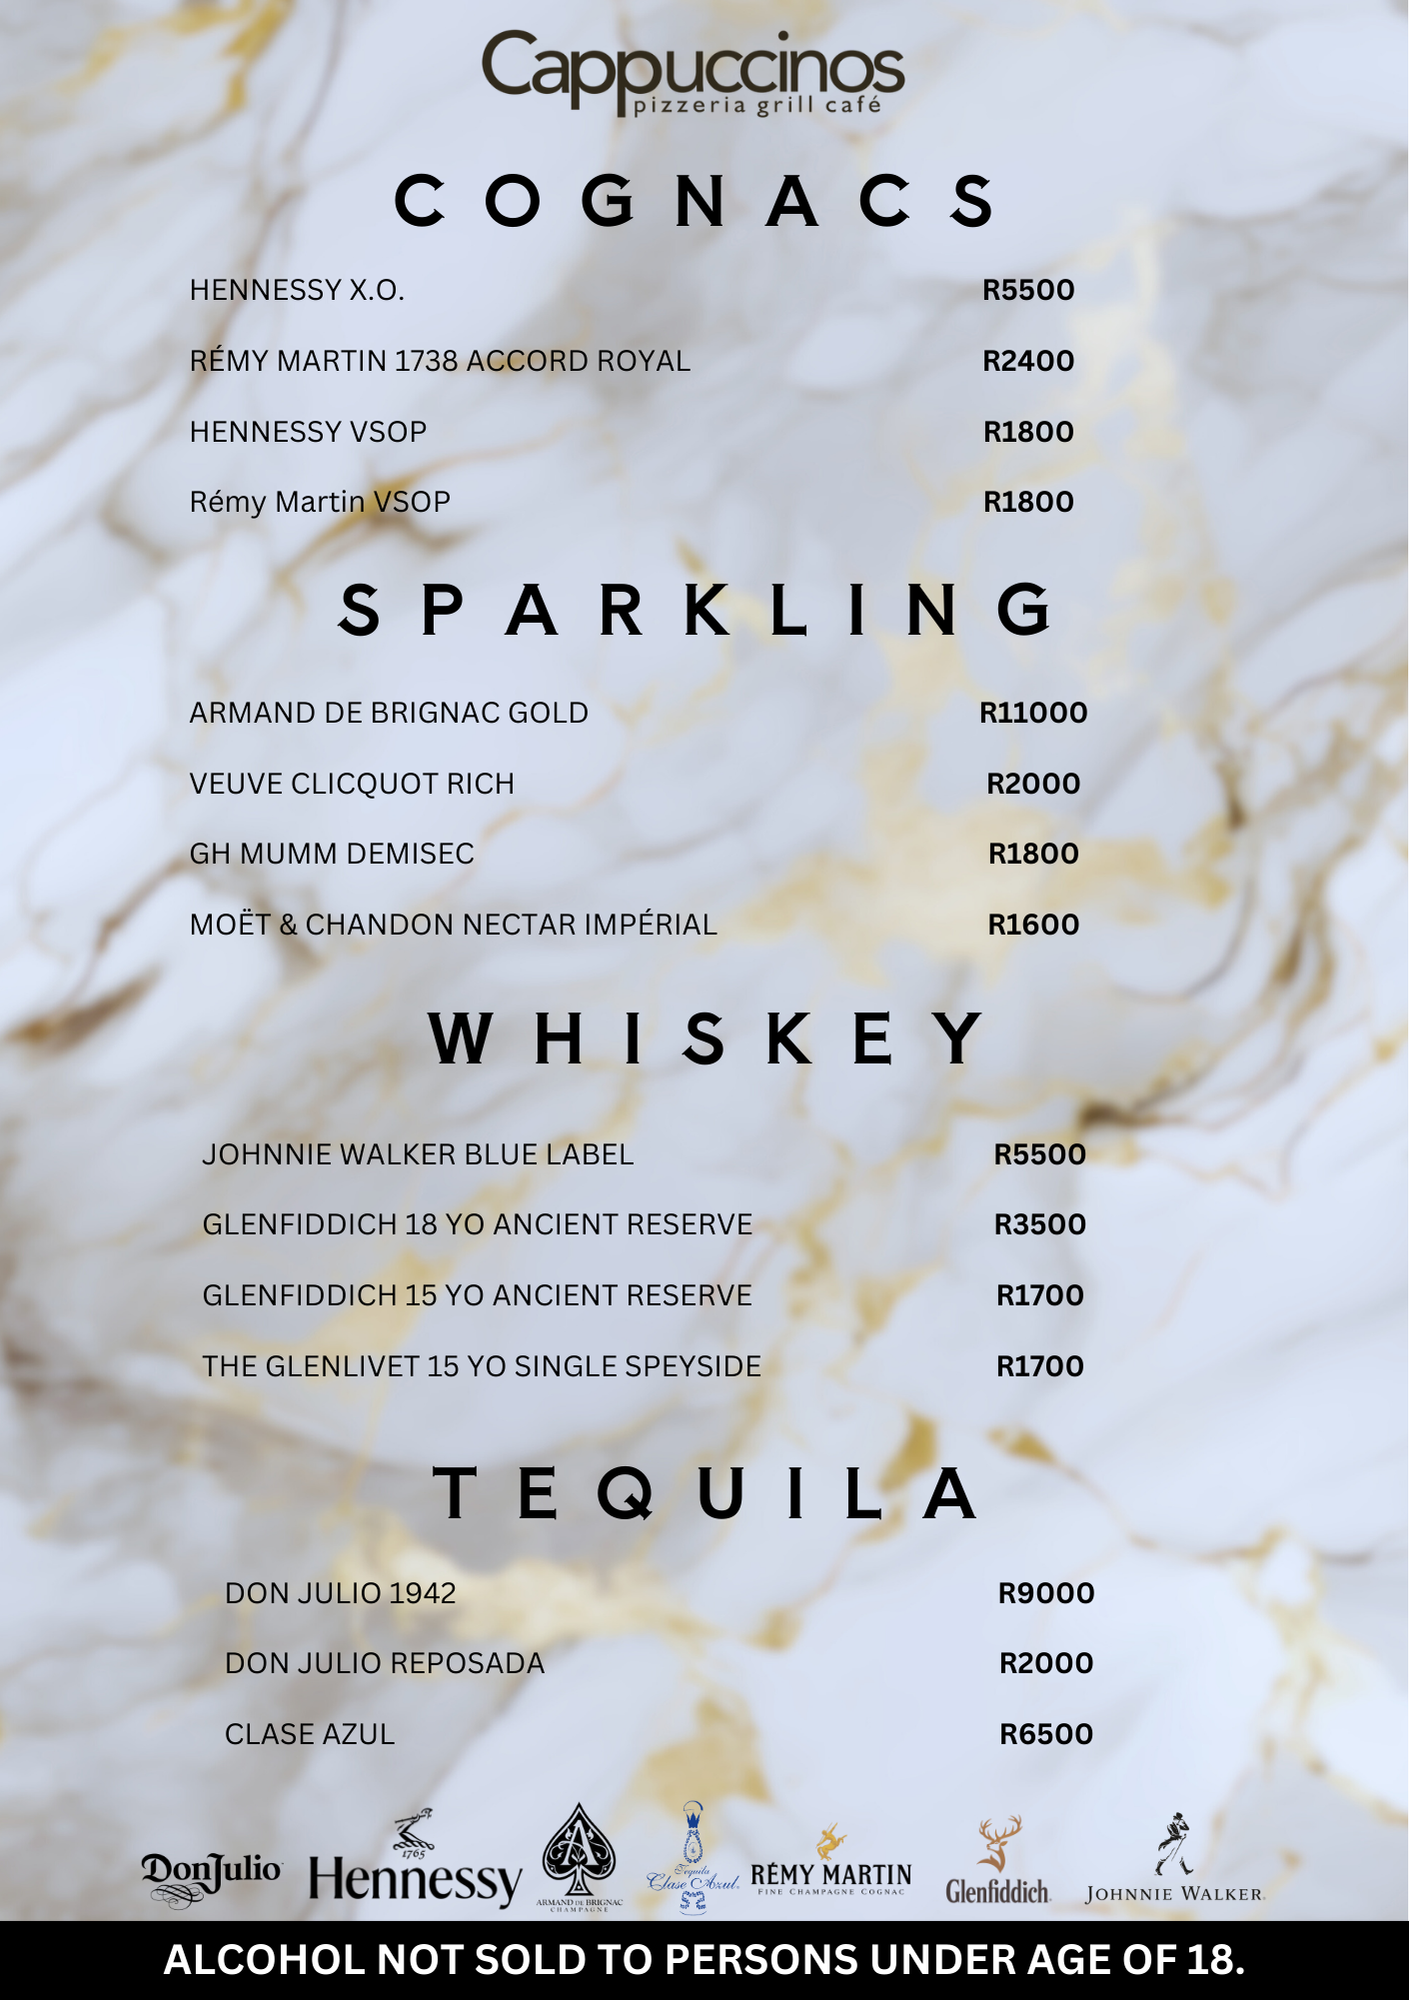 Cappuccinos
pizzeria grill café
COGNACS
HENNESSY X.O. R5500
RÉMY MARTIN 1738 ACCORD ROYAL R2400
HENNESSY VSOP R1800
Rémy Martin VSOP R1800
SPARKLING
ARMAND DE BRIGNAC GOLD R11000
VEUVE CLICQUOT RICH R2000
GH MUMM DEMISEC R1800
MOËT & CHANDON NECTAR IMPÉRIAL R1600
WHISKEY
JOHNNIE WALKER BLUE LABEL R5500
GLENFIDDICH 18 YO ANCIENT RESERVE R3500
GLENFIDDICH 15 YO ANCIENT RESERVE R1700
THE GLENLIVET 15 YO SINGLE SPEYSIDE R1700
TEQUILA
DON JULIO 1942 R9000
DON JULIO REPOSADA R2000
CLASE AZUL R6500
Don Julio
1765
Hennessy
A
ARMAND DE BRIGNAC
CHAMPAGNE
Tequila
Clase Azul
RÉMY MARTIN
FINE CHAMPAGNE COGNAC
Glenfiddich
JOHNNIE WALKER
ALCOHOL NOT SOLD TO PERSONS UNDER AGE OF 18.